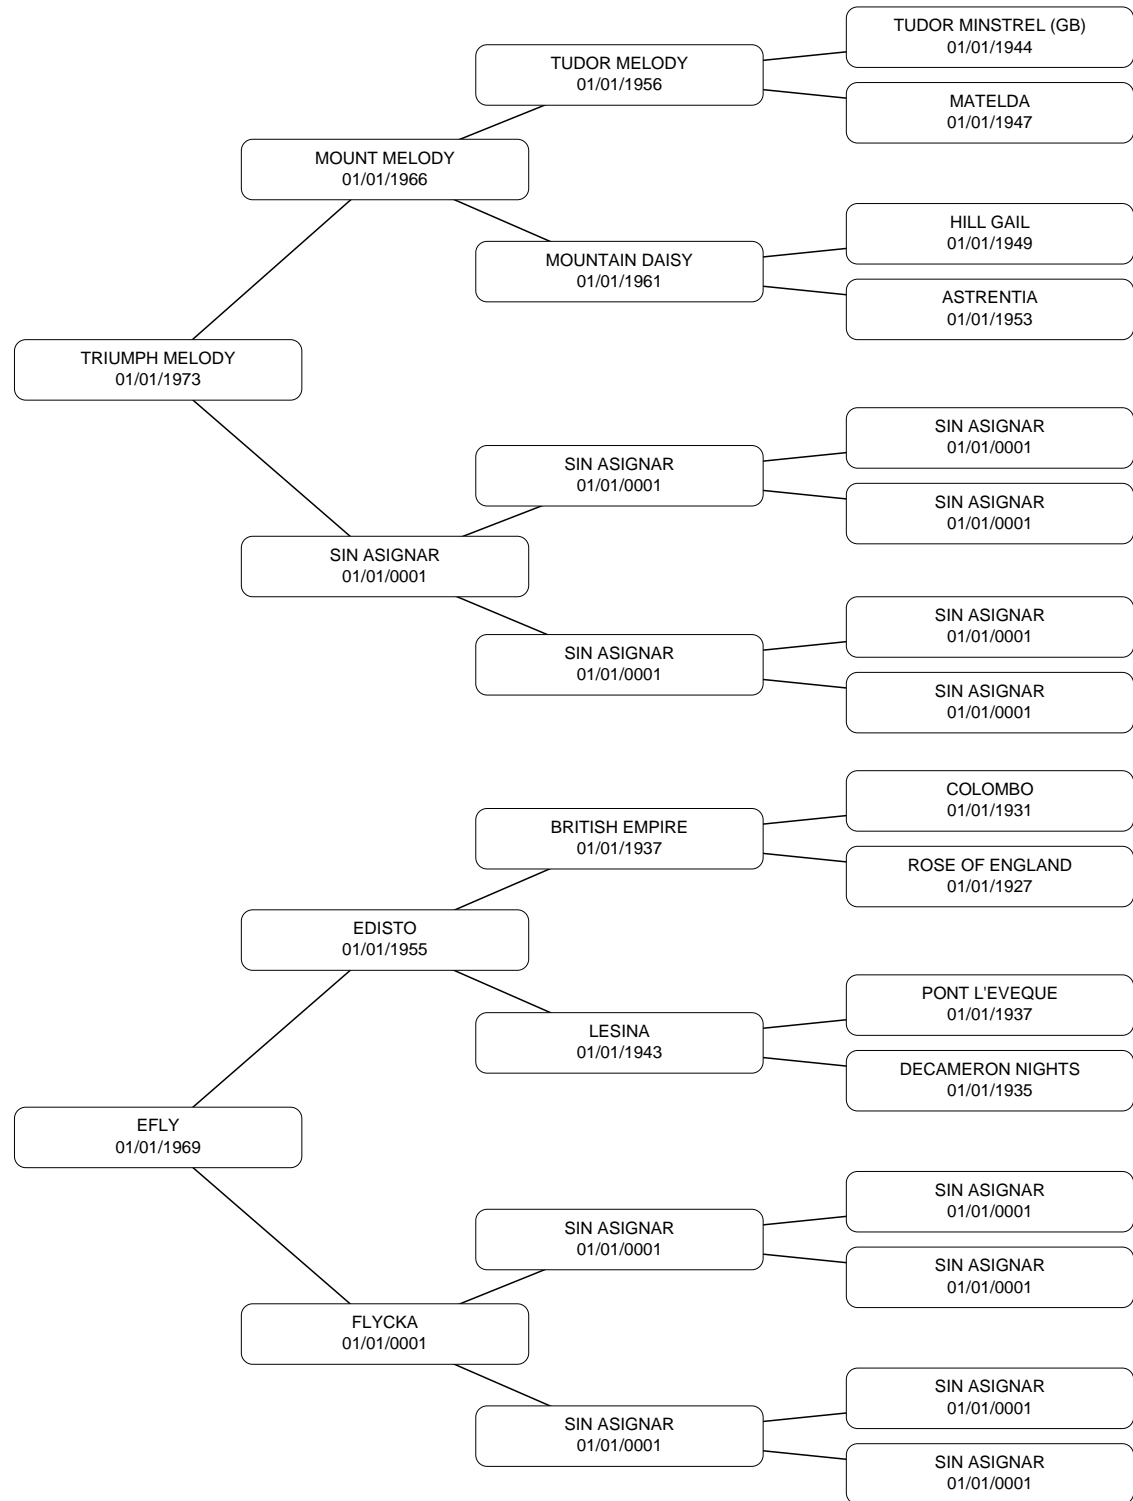 TUDOR MINSTREL (GB)
01/01/1944
TUDOR MELODY
01/01/1956
MATELDA
01/01/1947
MOUNT MELODY
01/01/1966
HILL GAIL
01/01/1949
MOUNTAIN DAISY
01/01/1961
ASTRENTIA
01/01/1953
TRIUMPH MELODY
01/01/1973
SIN ASIGNAR
01/01/0001
SIN ASIGNAR
01/01/0001
SIN ASIGNAR
01/01/0001
SIN ASIGNAR
01/01/0001
SIN ASIGNAR
01/01/0001
SIN ASIGNAR
01/01/0001
SIN ASIGNAR
01/01/0001
COLOMBO
01/01/1931
BRITISH EMPIRE
01/01/1937
ROSE OF ENGLAND
01/01/1927
EDISTO
01/01/1955
PONT L'EVEQUE
01/01/1937
LESINA
01/01/1943
DECAMERON NIGHTS
01/01/1935
EFLY
01/01/1969
SIN ASIGNAR
01/01/0001
SIN ASIGNAR
01/01/0001
SIN ASIGNAR
01/01/0001
FLYCKA
01/01/0001
SIN ASIGNAR
01/01/0001
SIN ASIGNAR
01/01/0001
SIN ASIGNAR
01/01/0001